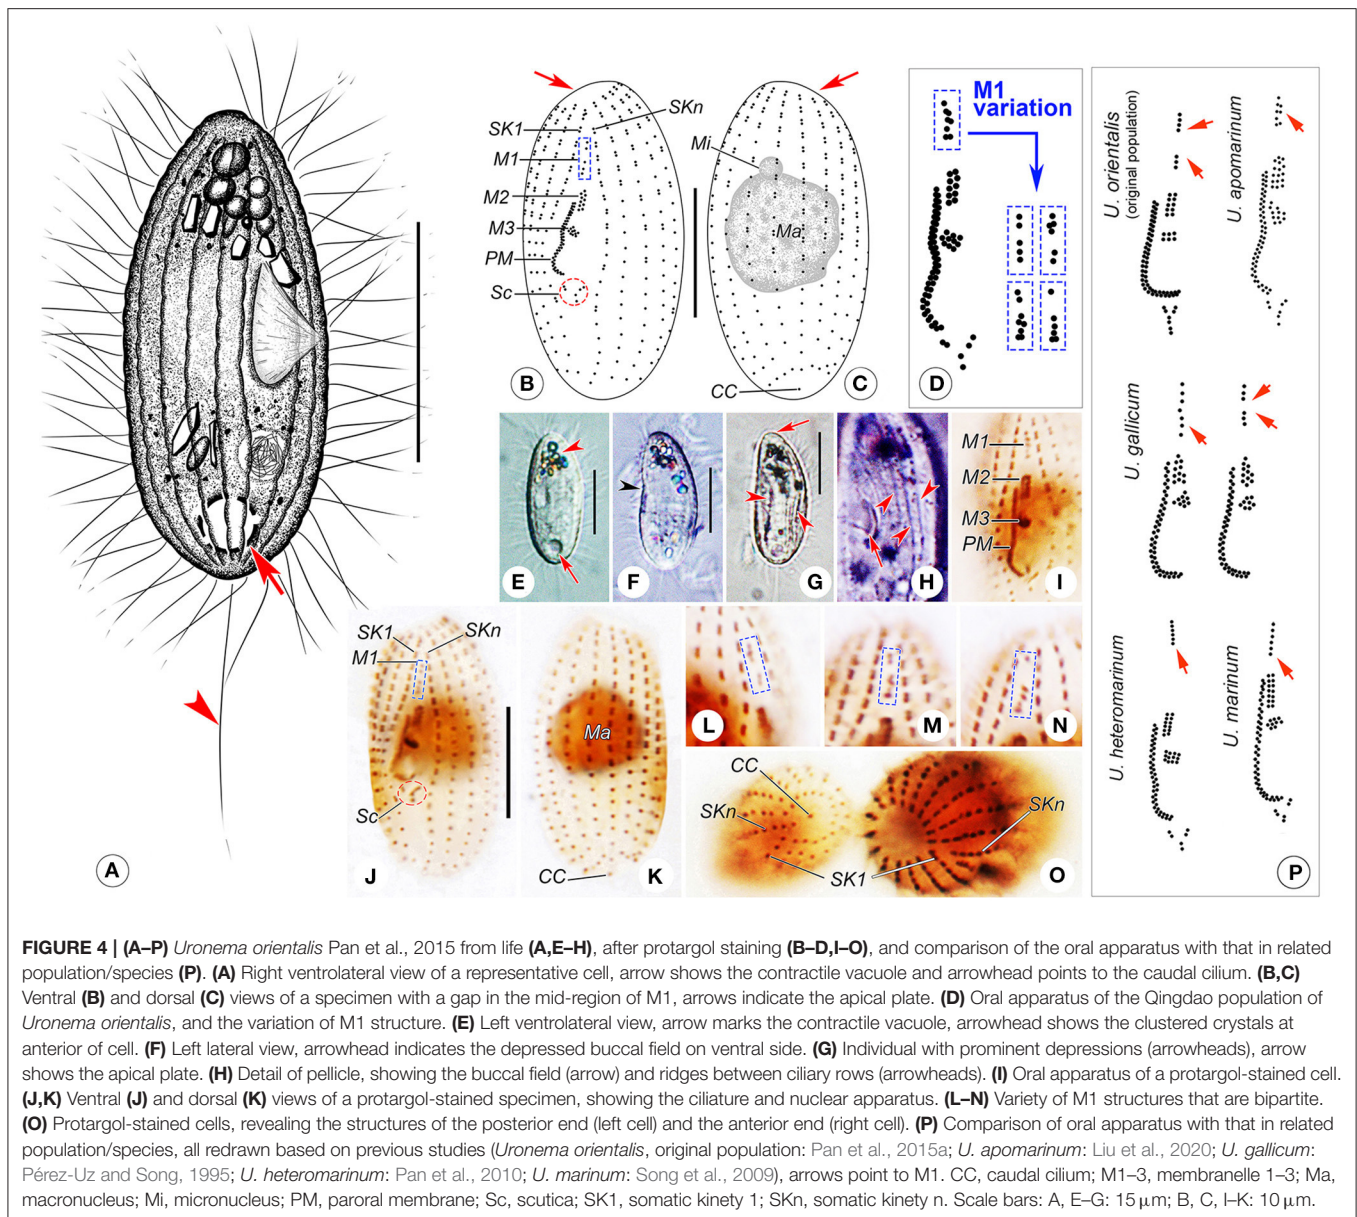 SK1
SKn
M1
M2
M3
PM
Sc
B
Mi
Ma
CC
C
M1
variation
D
U. orientalis
(original population)
U. apomarinum
U. gallicum
U. heteromarinum
U. marinum
P
A
E
F
G
H
M1
M2
M3
PM
I
SK1
SKn
M1
Sc
J
Ma
CC
K
L
M
N
CC
SKn
SK1
SKn
O
FIGURE 4 | (A–P) Uronema orientalis Pan et al., 2015 from life (A,E–H), after protargol staining (B–D,I–O), and comparison of the oral apparatus with that in related
population/species (P). (A) Right ventrolateral view of a representative cell, arrow shows the contractile vacuole and arrowhead points to the caudal cilium. (B,C)
Ventral (B) and dorsal (C) views of a specimen with a gap in the mid-region of M1, arrows indicate the apical plate. (D) Oral apparatus of the Qingdao population of
Uronema orientalis, and the variation of M1 structure. (E) Left ventrolateral view, arrow marks the contractile vacuole, arrowhead shows the clustered crystals at
anterior of cell. (F) Left lateral view, arrowhead indicates the depressed buccal field on ventral side. (G) Individual with prominent depressions (arrowheads), arrow
shows the apical plate. (H) Detail of pellicle, showing the buccal field (arrow) and ridges between ciliary rows (arrowheads). (I) Oral apparatus of a protargol-stained cell.
(J,K) Ventral (J) and dorsal (K) views of a protargol-stained specimen, showing the ciliature and nuclear apparatus. (L–N) Variety of M1 structures that are bipartite.
(O) Protargol-stained cells, revealing the structures of the posterior end (left cell) and the anterior end (right cell). (P) Comparison of oral apparatus with that in related
population/species, all redrawn based on previous studies (Uronema orientalis, original population: Pan et al., 2015a; U. apomarinum: Liu et al., 2020; U. gallicum:
Pérez-Uz and Song, 1995; U. heteromarinum: Pan et al., 2010; U. marinum: Song et al., 2009), arrows point to M1. CC, caudal cilium; M1–3, membranelle 1–3; Ma,
macronucleus; Mi, micronucleus; PM, paroral membrane; Sc, scutica; SK1, somatic kinety 1; SKn, somatic kinety n. Scale bars: A, E–G: 15 μm; B, C, I–K: 10 μm.